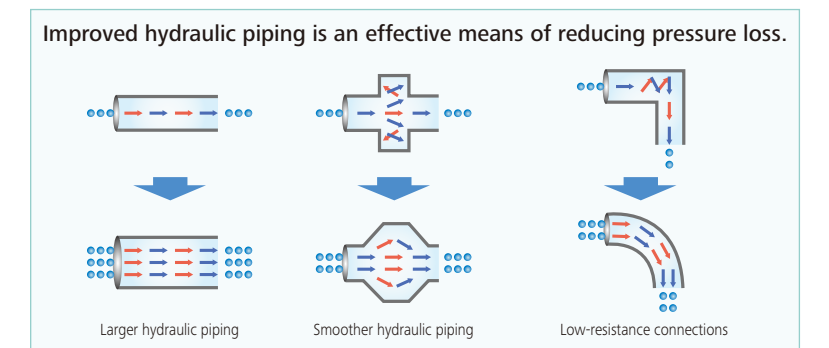 Improved hydraulic piping is an effective means of reducing pressure loss.
Larger hydraulic piping
Smoother hydraulic piping
Low-resistance connections